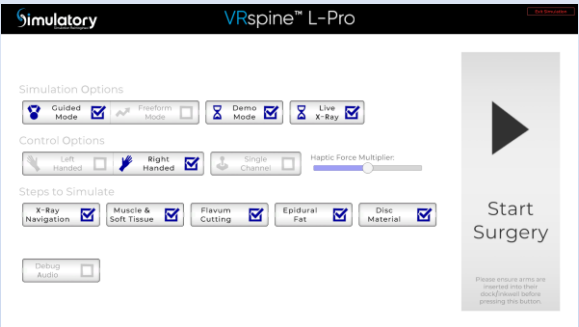 Simulatory
VRspine™ L-Pro
Simulation Options
Guided
Mode
Freeform
Mode
Demo
Mode
Live
X-Ray
Control Options
Left
Handed
Right
Handed
Single
Channel
Haptic Force Multiplier:
Steps to Simulate
X-Ray
Navigation
Muscle &
Soft Tissue
Flavum
Cutting
Epidural
Fat
Disc
Material
Debug
Audio
Start
Surgery
Please ensure arms are
inserted into their
dock/inkwell before
pressing this button.